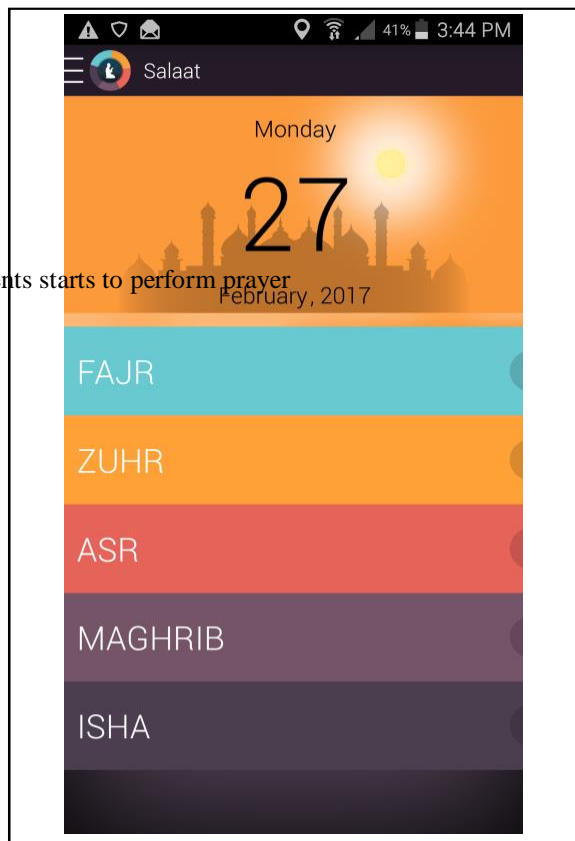 41% 3:44 PM
Salaat
Monday
27
nts starts to perform prayer
February, 2017
FAJR
ZUHR
ASR
MAGHRIB
ISHA